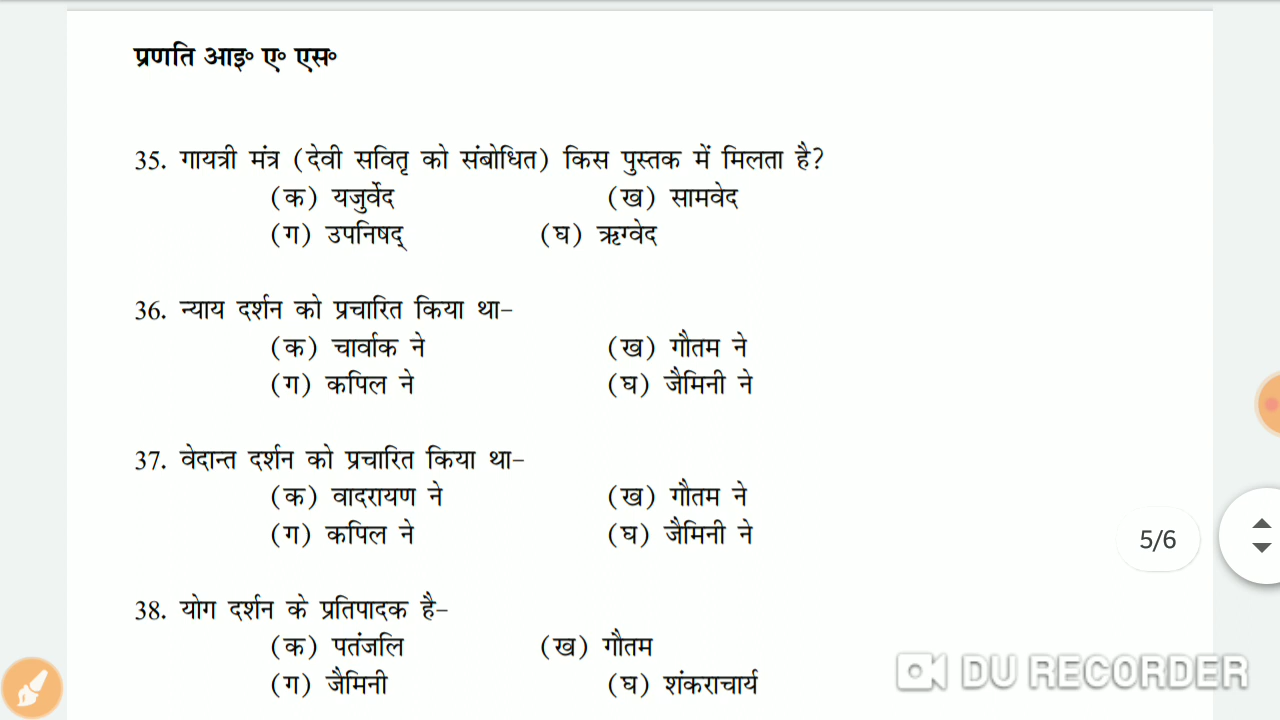 प्रणति आइ॰ ए॰ एस॰
35. गायत्री मंत्र (देवी सवितृ को संबोधित) किस पुस्तक में मिलता है?
(क) यजुर्वेद (ख) सामवेद
(ग) उपनिषद् (घ) ऋग्वेद
36. न्याय दर्शन को प्रचारित किया था-
(क) चार्वाक ने (ख) गौतम ने
(ग) कपिल ने (घ) जैमिनी ने
37. वेदान्त दर्शन को प्रचारित किया था-
(क) वादरायण ने (ख) गौतम ने
(ग) कपिल ने (घ) जैमिनी ने
5/6
38. योग दर्शन के प्रतिपादक है-
(क) पतंजलि (ख) गौतम
(ग) जैमिनी (घ) शंकराचार्य
DU RECORDER